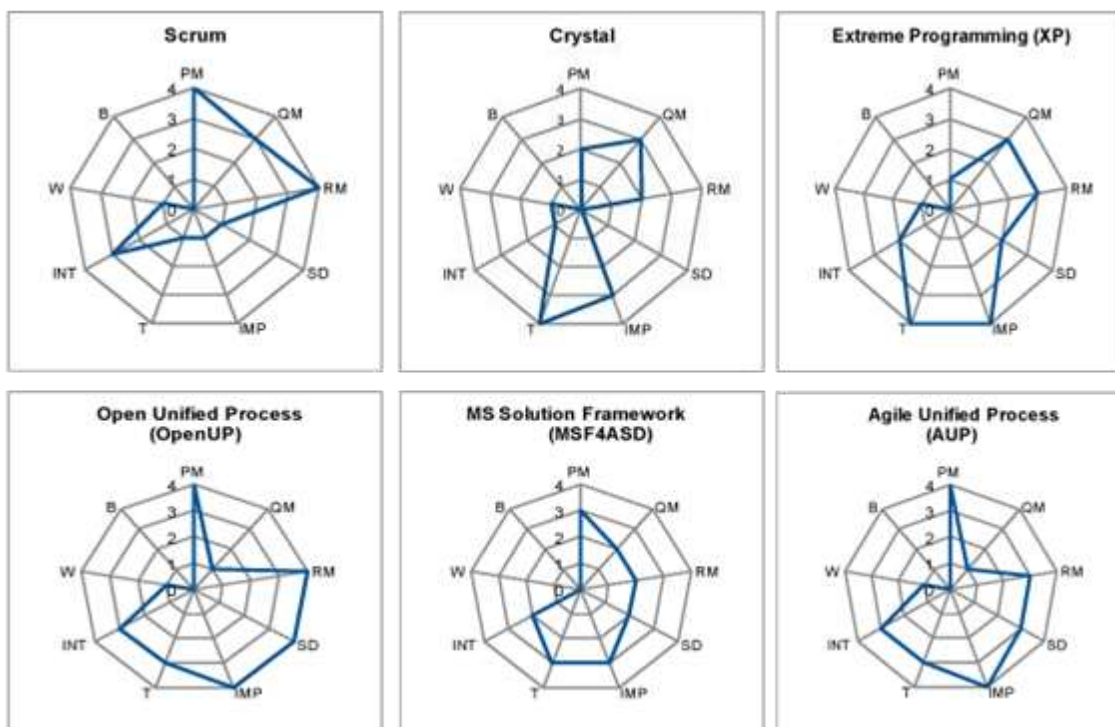 Scrum
PM
QM
RM
SD
IMP
T
INT
W
B
4
3
2
1
0
Crystal
PM
QM
RM
SD
IMP
T
INT
W
B
4
3
2
1
0
Extreme Programming (XP)
PM
QM
RM
SD
IMP
T
INT
W
B
4
3
2
1
0
Open Unified Process
(OpenUP)
PM
QM
RM
SD
IMP
T
INT
W
B
4
3
2
1
0
MS Solution Framework
(MSF4ASD)
PM
QM
RM
SD
IMP
T
INT
W
B
4
3
2
1
0
Agile Unified Process
(AUP)
PM
QM
RM
SD
IMP
T
INT
W
B
4
3
2
1
0